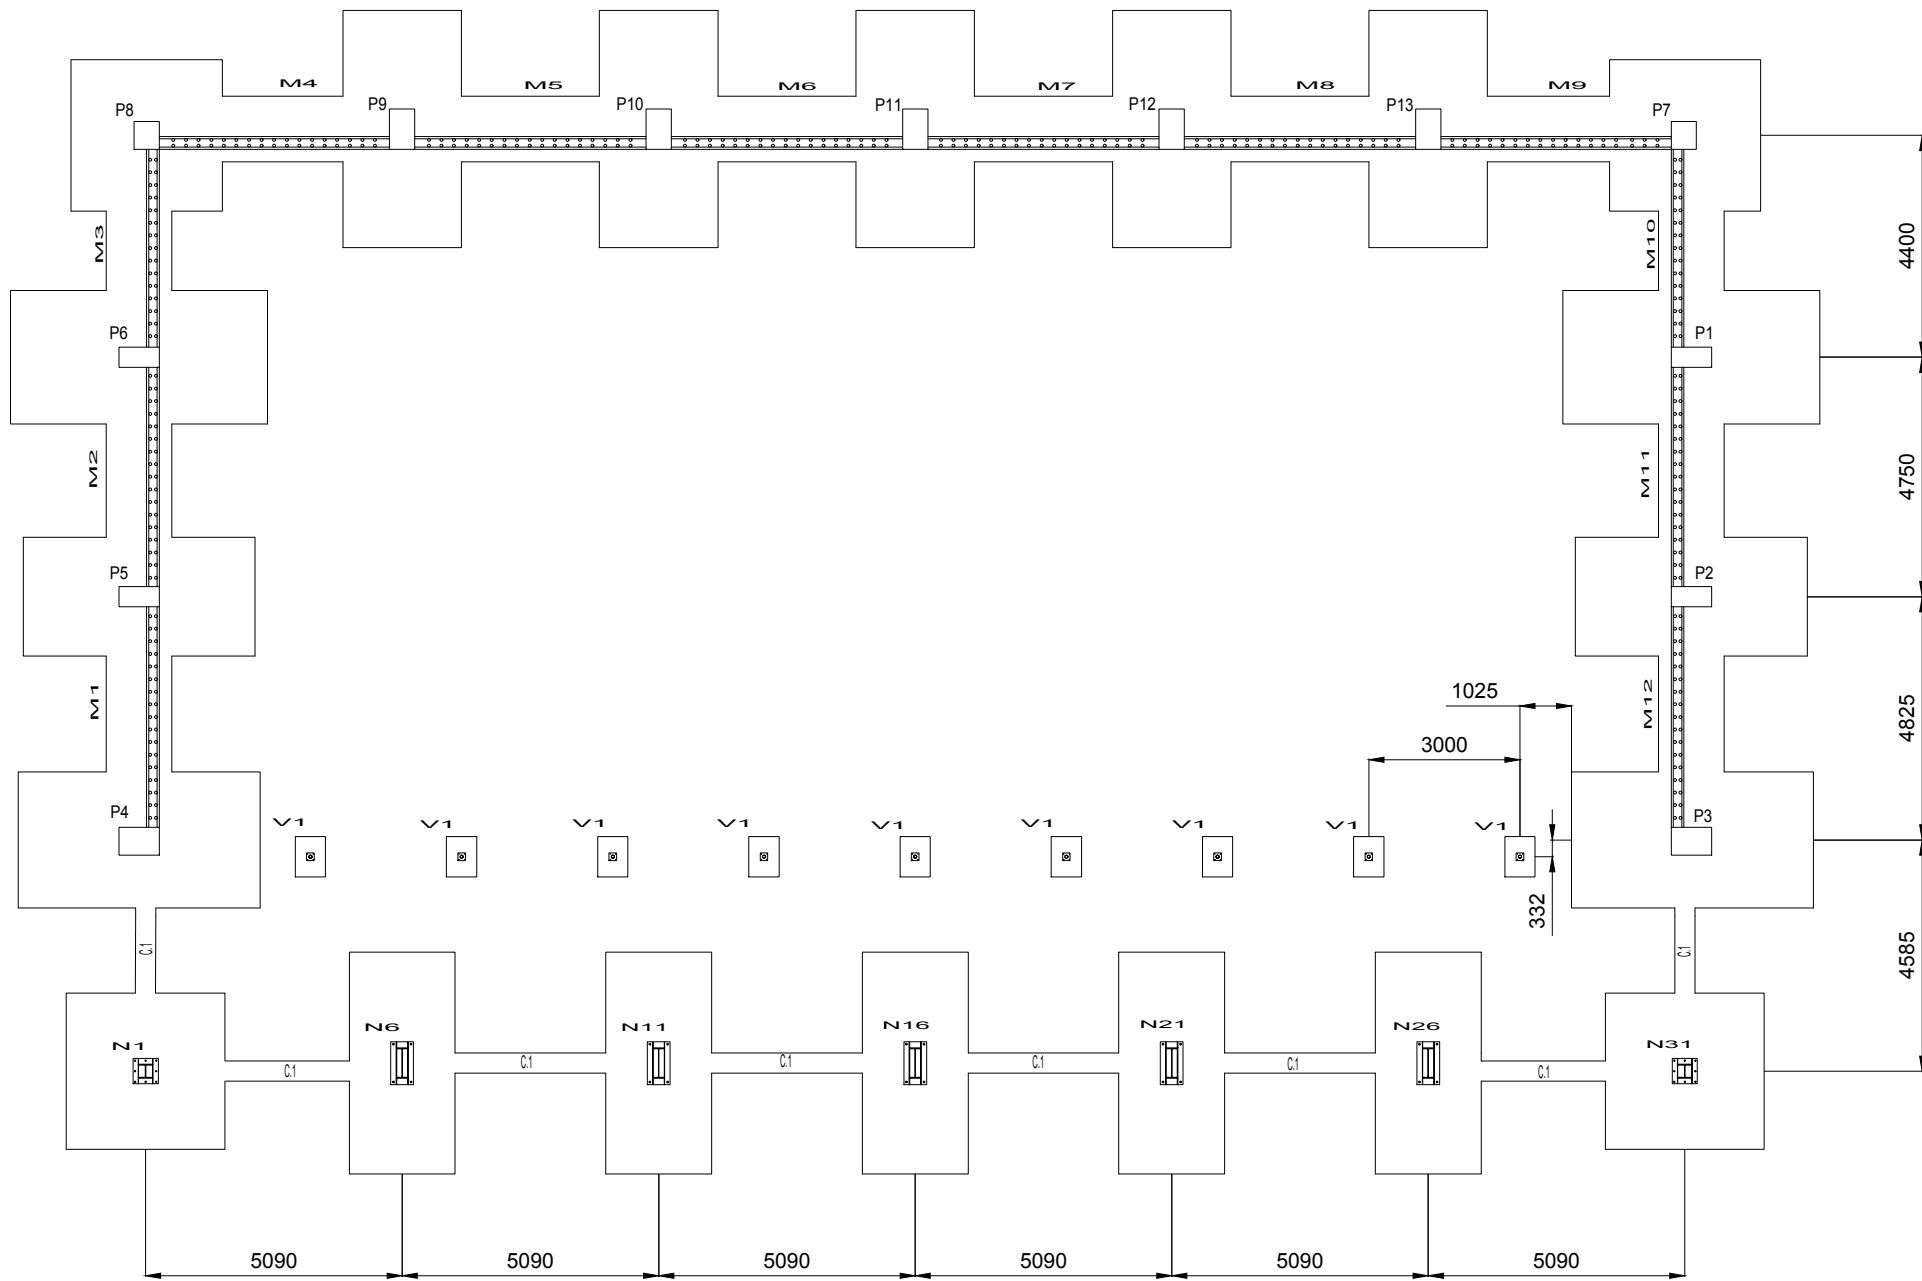 M4 M5 M6 M7 M8 M9
P8 P9 P10 P11 P12 P13 P7
M3 M10 4400
P6 P1
M2 M11 4750
P5 P2
M1 M12 1025 4825
3000
P4 V1 V1 V1 V1 V1 V1 V1 V1 V1 P3
332
C.1 C.1 4585
N1 N6 N11 N16 N21 N26 N31
C.1 C.1 C.1 C.1 C.1 C.1
5090 5090 5090 5090 5090 5090